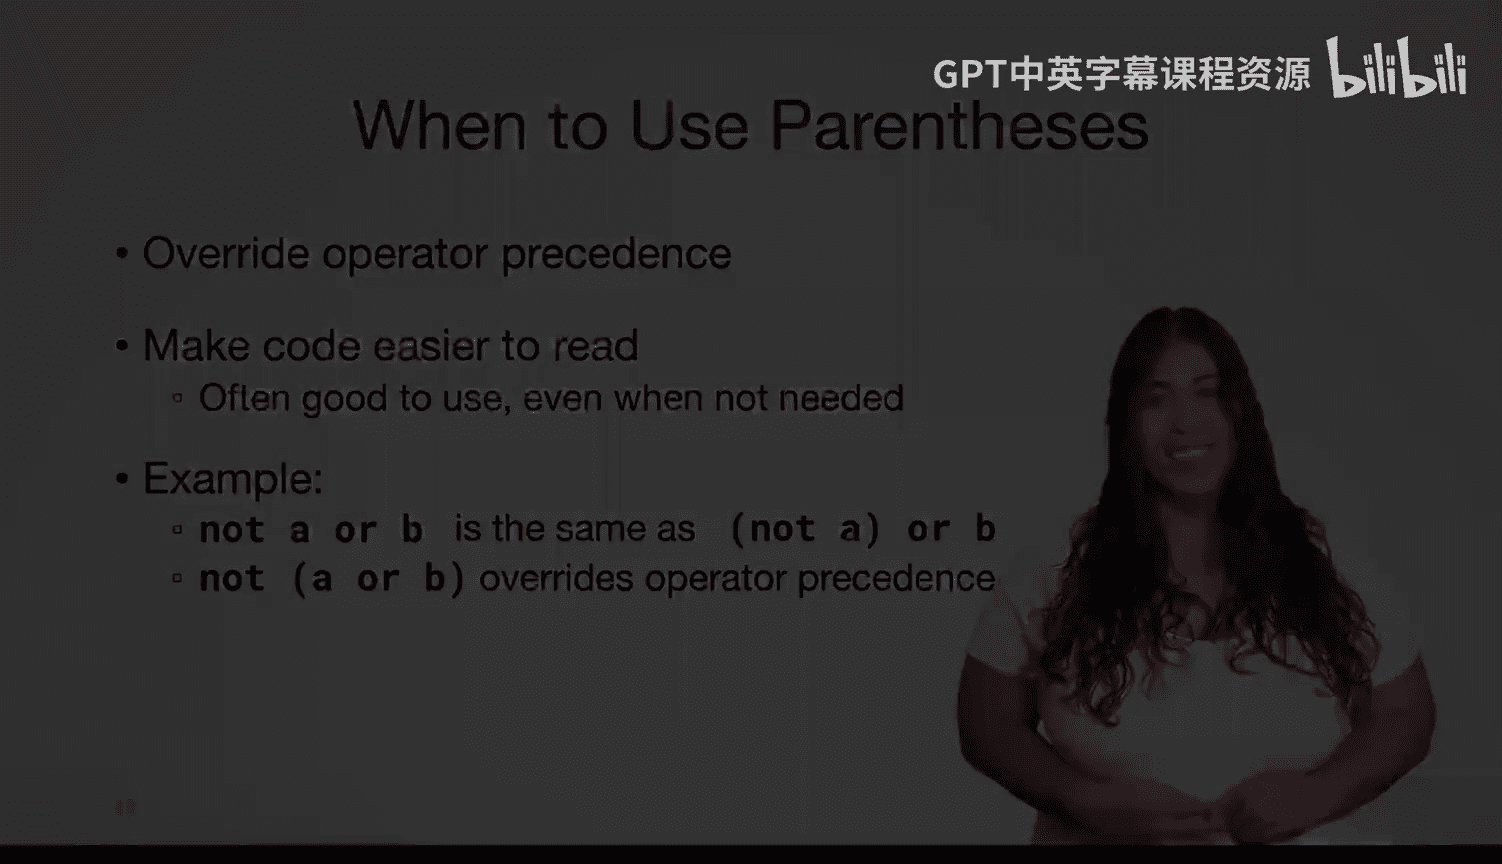 GPT中英字幕课程资源 bilibili
When to Use Parentheses
• Override operator precedence
• Make code easier to read
▫ Often good to use, even when not needed
• Example:
▫ not a or b is the same as (not a) or b
▫ not (a or b) overrides operator precedence